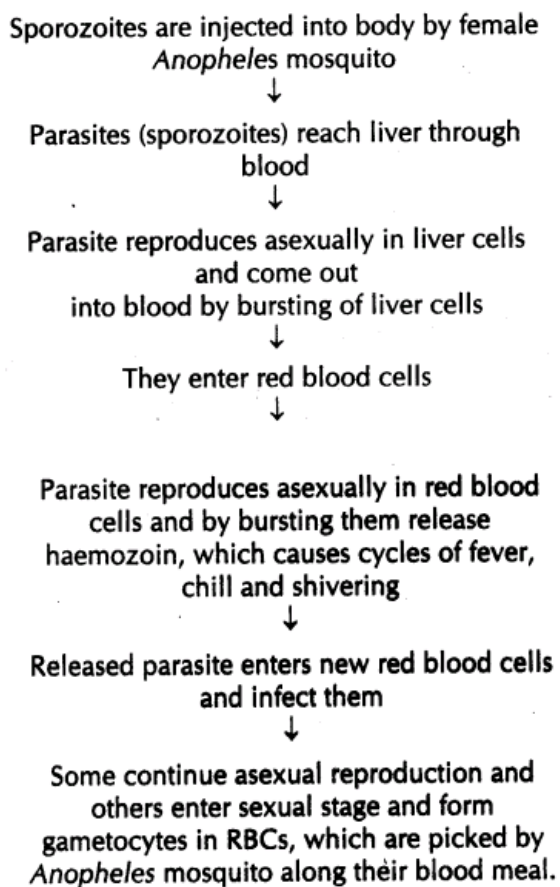 Sporozoites are injected into body by female
Anopheles mosquito
↓
Parasites (sporozoites) reach liver through
blood
↓
Parasite reproduces asexually in liver cells
and come out
into blood by bursting of liver cells
↓
They enter red blood cells
↓
Parasite reproduces asexually in red blood
cells and by bursting them release
haemozoin, which causes cycles of fever,
chill and shivering
↓
Released parasite enters new red blood cells
and infect them
↓
Some continue asexual reproduction and
others enter sexual stage and form
gametocytes in RBCs, which are picked by
Anopheles mosquito along their blood meal.